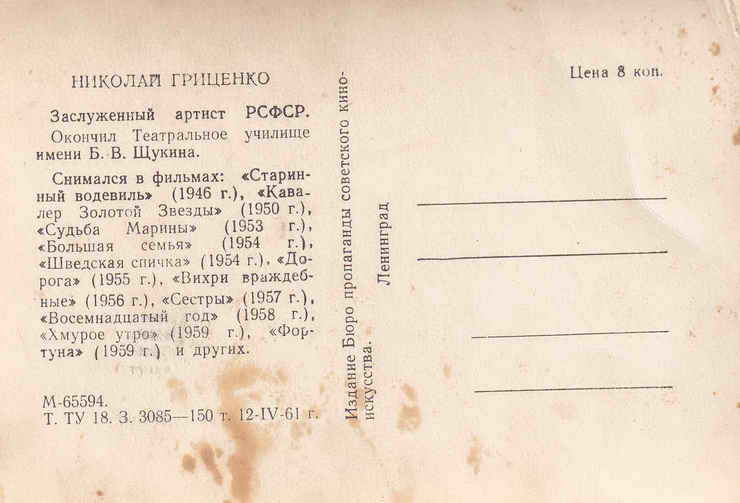 НИКОЛАЙ ГРИЦЕНКО
Заслуженный артист РСФСР.
Окончил Театральное училище
имени Б. В. Щукина.
Снимался в фильмах: «Старин-
ный водевиль» (1946 г.), «Кава-
лер Золотой Звезды» (1950 г.),
«Судьба Марины» (1953 г.),
«Большая семья» (1954 г.),
«Шведская спичка» (1954 г.), «До-
рога» (1955 г.), «Вихри враждеб-
ные» (1956 г.), «Сестры» (1957 г.),
«Восемнадцатый год» (1958 г.),
«Хмурое утро» (1959 г.), «Фор-
туна» (1959 г.) и других.
М-65594.
Т. ТУ 18. З. 3085—150 т. 12-IV-61 г.
Издание Бюро пропаганды советского кино-
искусства.
Ленинград
Цена 8 коп.